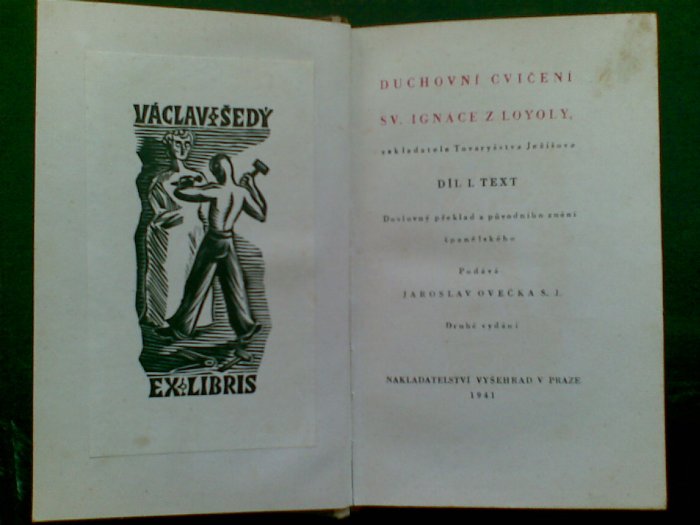 VÁCLAV ŠEDÝ
EX LIBRIS
DUCHOVNÍ CVIČENÍ
SV. IGNÁCE Z LOYOLY,
zakladatele Tovaryšstva Ježíšova
DÍL I. TEXT
Doslovný překlad z původního znění
španělského
Podává
JAROSLAV OVEČKA S. J.
Druhé vydání
NAKLADATELSTVÍ VYŠEHRAD V PRAZE
1941